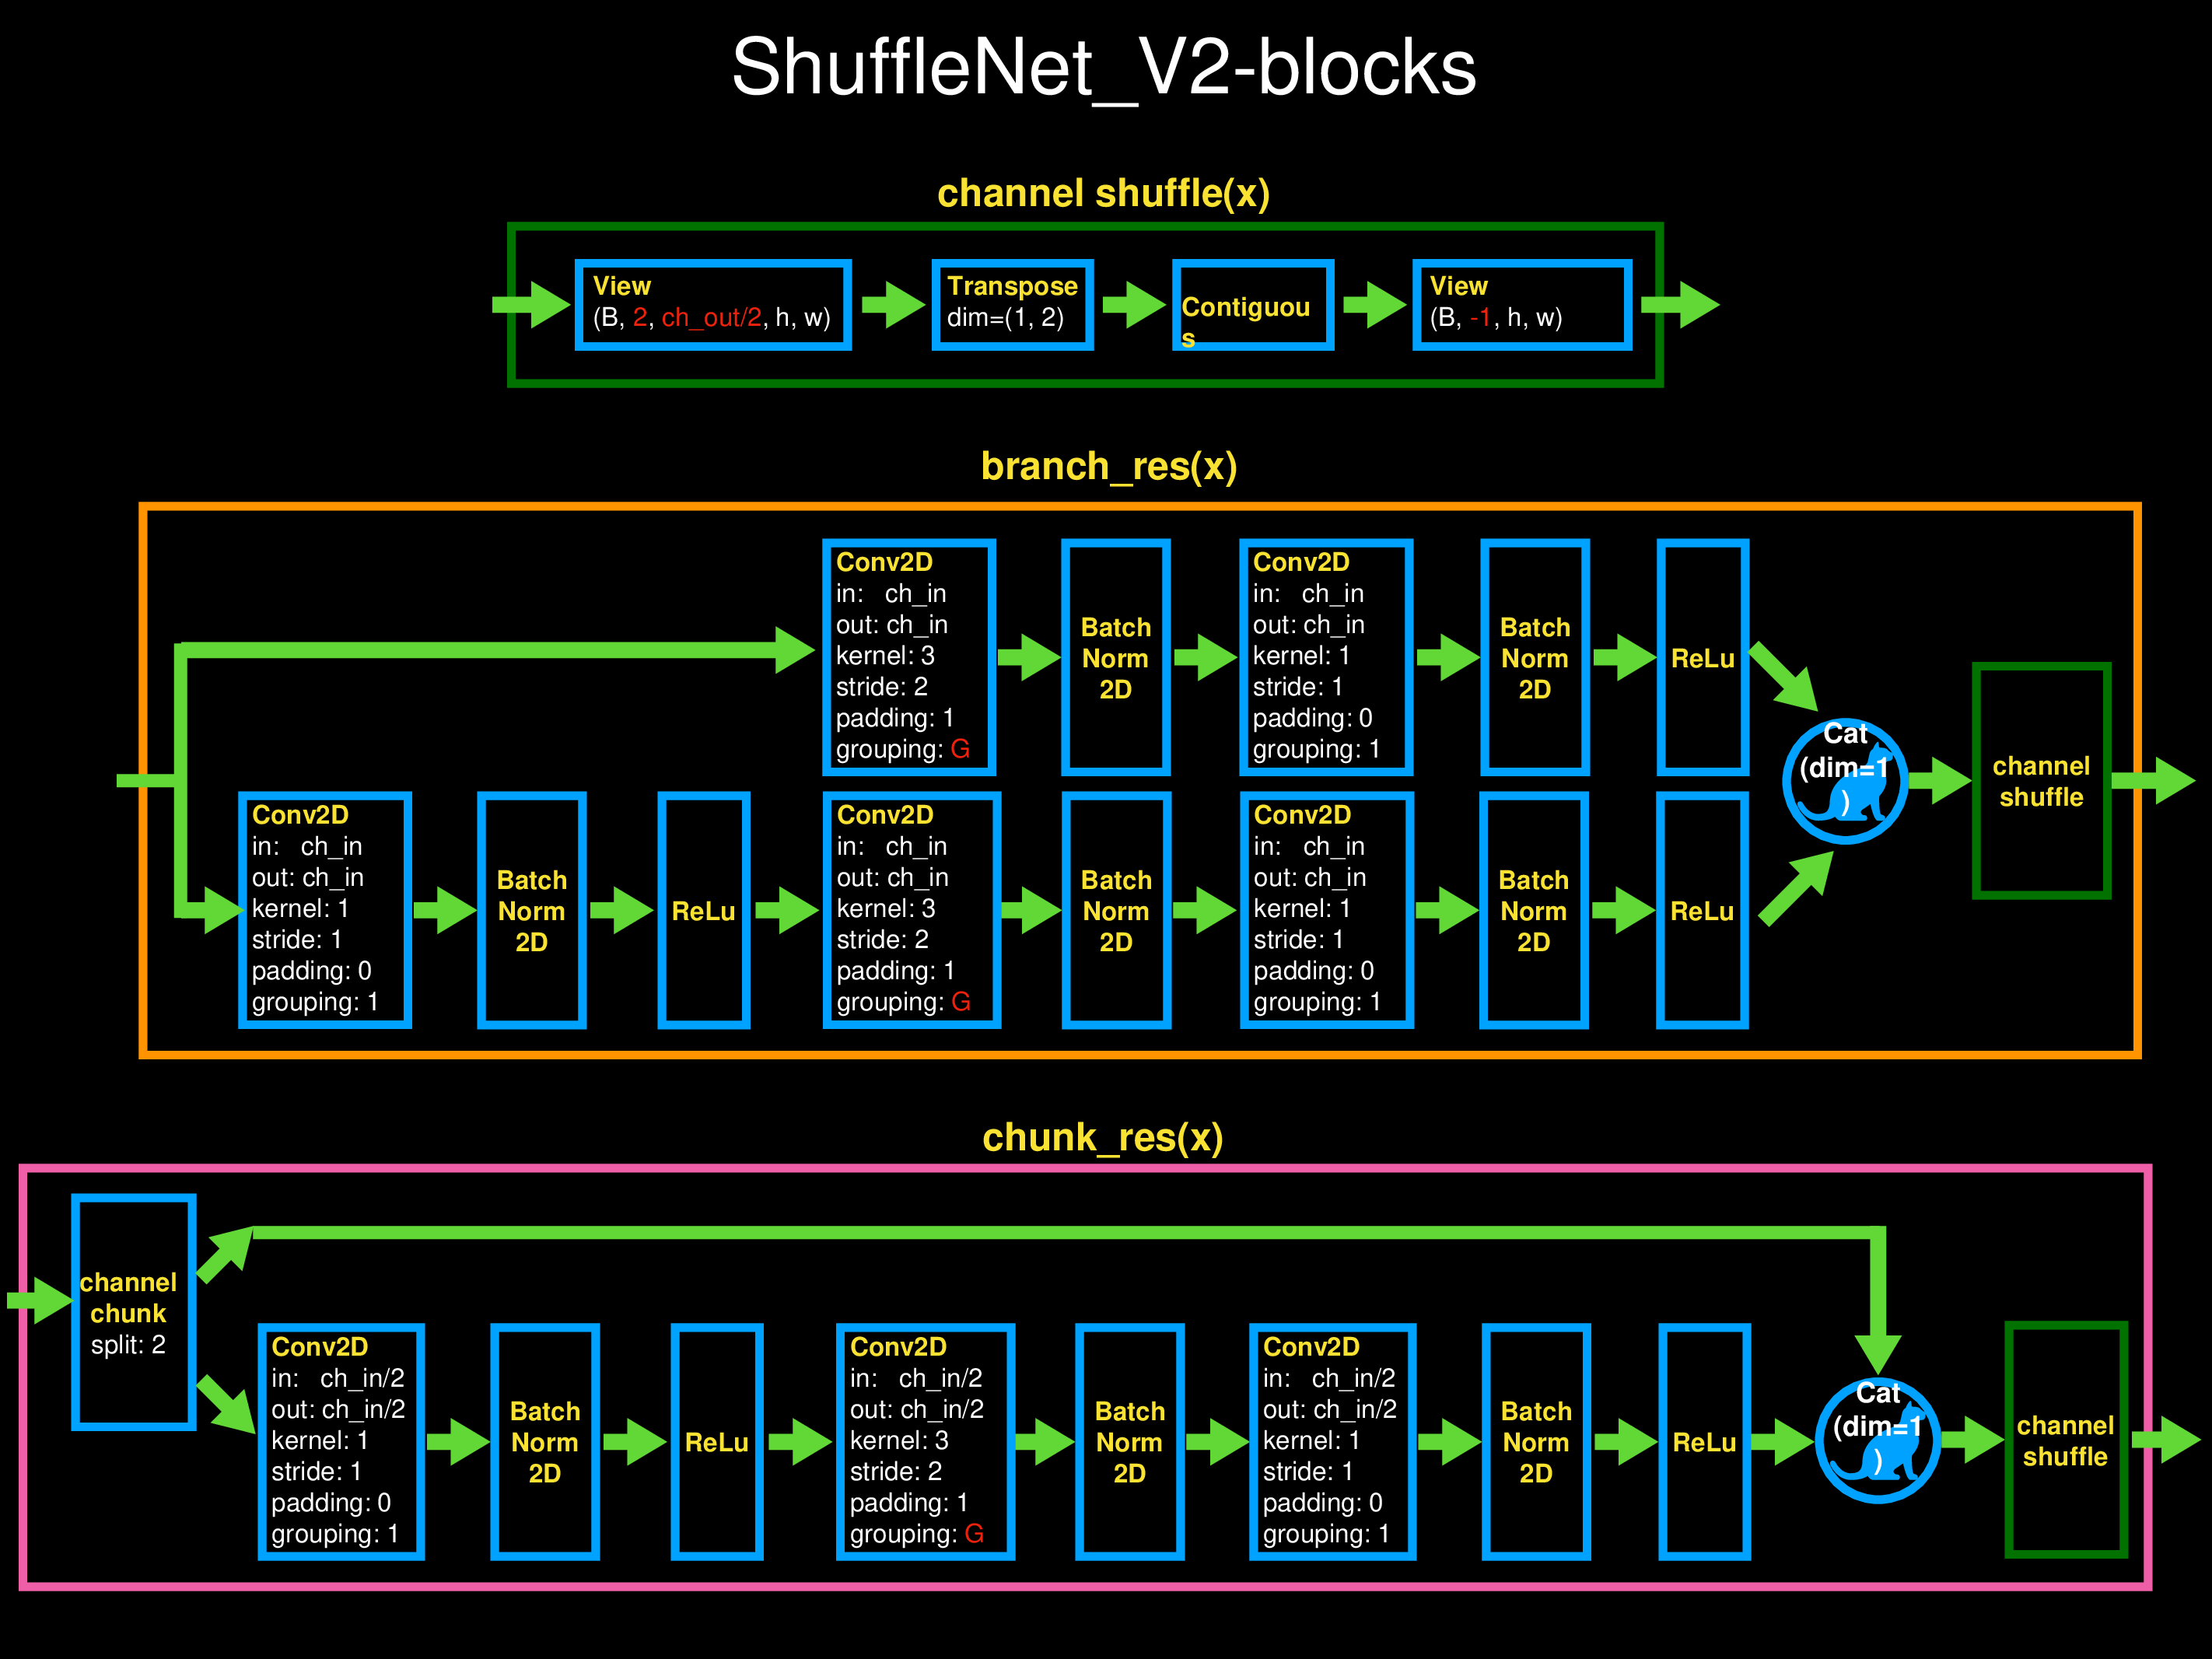 ShuffleNet_V2-blocks
channel shuffle(x)
View
(B, 2, ch_out/2, h, w)
Transpose
dim=(1, 2)
Contiguou
s
View
(B, -1, h, w)
branch_res(x)
Conv2D
in: ch_in
out: ch_in
kernel: 3
stride: 2
padding: 1
grouping: G
Batch
Norm
2D
Conv2D
in: ch_in
out: ch_in
kernel: 1
stride: 1
padding: 0
grouping: 1
Batch
Norm
2D
ReLu
Conv2D
in: ch_in
out: ch_in
kernel: 1
stride: 1
padding: 0
grouping: 1
Batch
Norm
2D
ReLu
Conv2D
in: ch_in
out: ch_in
kernel: 3
stride: 2
padding: 1
grouping: G
Batch
Norm
2D
Conv2D
in: ch_in
out: ch_in
kernel: 1
stride: 1
padding: 0
grouping: 1
Batch
Norm
2D
ReLu
Cat
(dim=1
)
channel
shuffle
chunk_res(x)
channel
chunk
split: 2
Conv2D
in: ch_in/2
out: ch_in/2
kernel: 1
stride: 1
padding: 0
grouping: 1
Batch
Norm
2D
ReLu
Conv2D
in: ch_in/2
out: ch_in/2
kernel: 3
stride: 2
padding: 1
grouping: G
Batch
Norm
2D
Conv2D
in: ch_in/2
out: ch_in/2
kernel: 1
stride: 1
padding: 0
grouping: 1
Batch
Norm
2D
ReLu
Cat
(dim=1
)
channel
shuffle